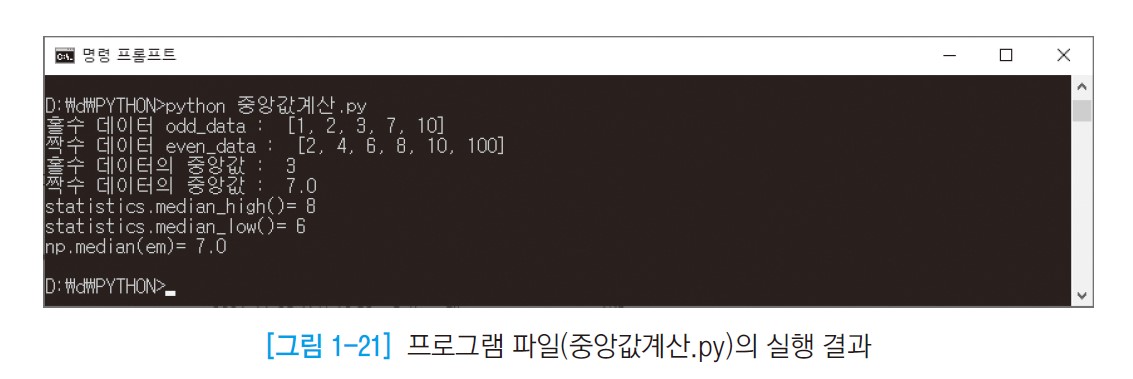 명령 프롬프트
D:₩d₩PYTHON>python 중앙값계산.py
홀수 데이터 odd_data : [1, 2, 3, 7, 10]
짝수 데이터 even_data : [2, 4, 6, 8, 10, 100]
홀수 데이터의 중앙값 : 3
짝수 데이터의 중앙값 : 7.0
statistics.median_high()= 8
statistics.median_low()= 6
np.median(em)= 7.0
D:₩d₩PYTHON>
[그림 1-21] 프로그램 파일(중앙값계산.py)의 실행 결과